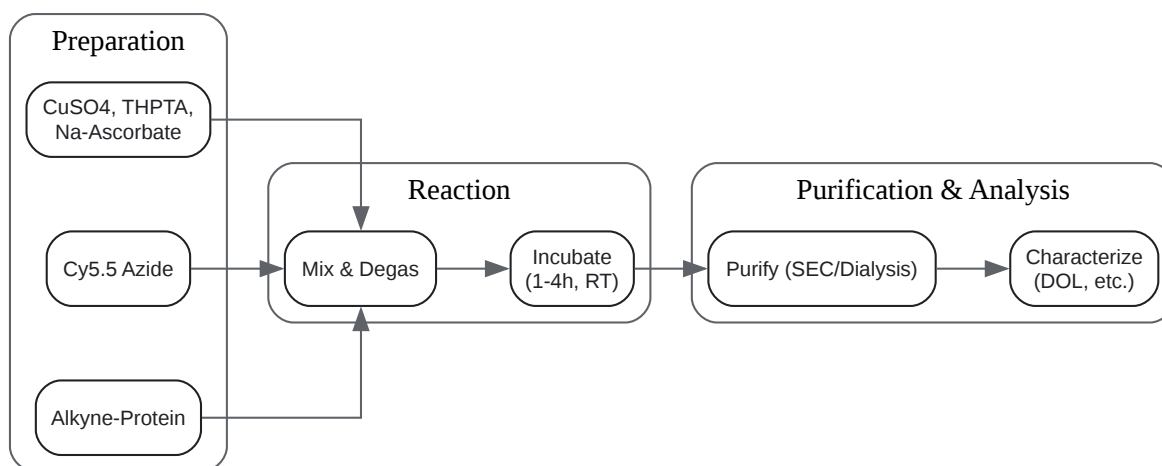 Preparation
CuSO4, THPTA,
Na-Ascorbate
Cy5.5 Azide
Alkyne-Protein
Reaction
Mix & Degas
Incubate
(1-4h, RT)
Purification & Analysis
Purify (SEC/Dialysis)
Characterize
(DOL, etc.)